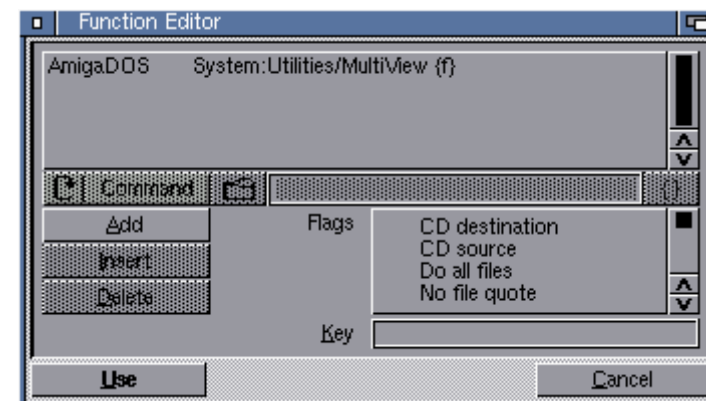 Function Editor
AmigaDOS System:Utilities/MultiView {f}
Command {}
Add
Insert
Delete
Flags
CD destination
CD source
Do all files
No file quote
Key
Use
Cancel